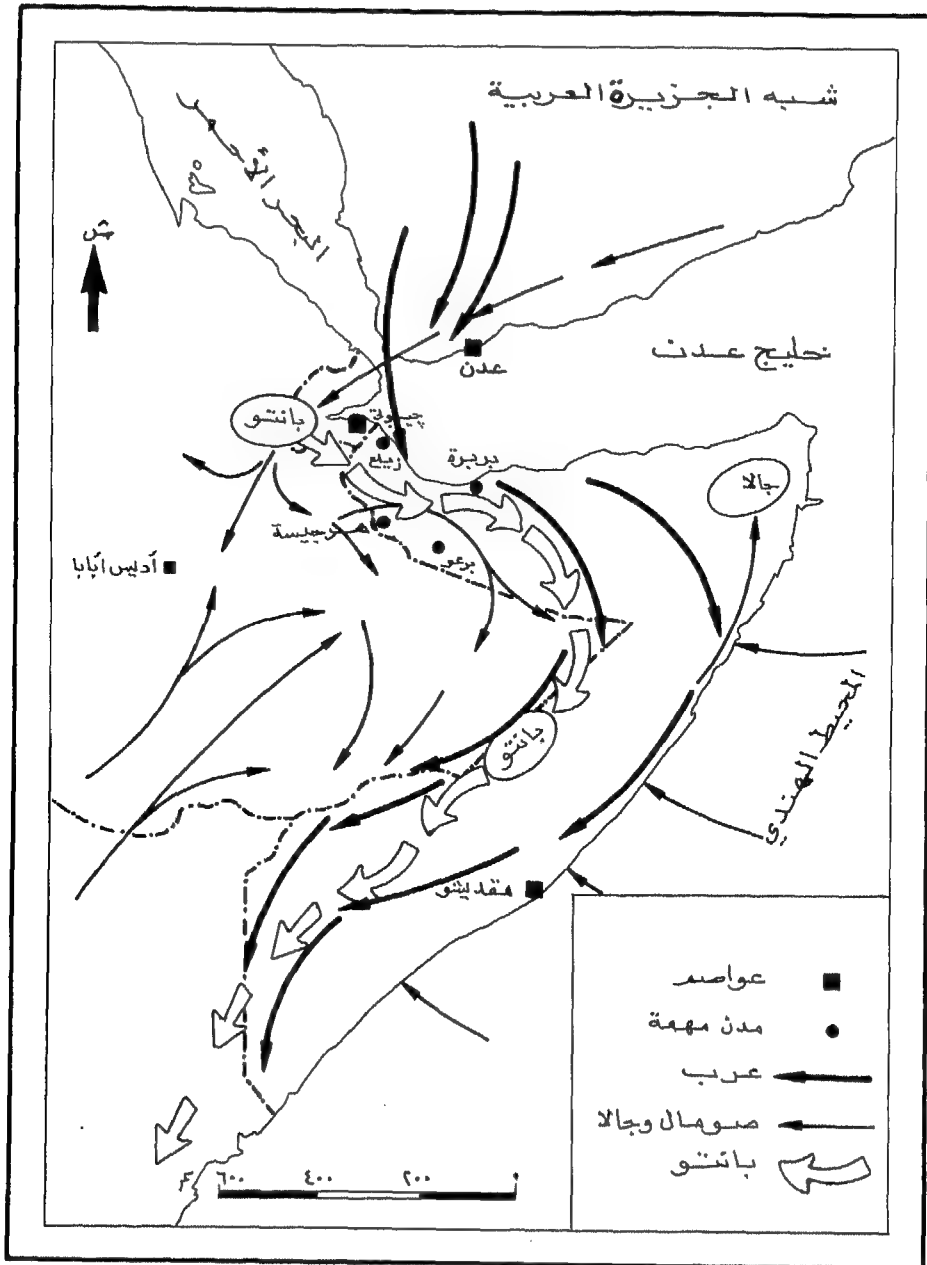 شبه الجزيرة العربية
البحر الأحمر
ش
عدن
خليج عدن
بانتو
جيبوتي
زيلع
بربرة
جالا
هرجيسة
برعو
أديس أبابا
بانتو
المحيط الهندي
مقديشو
عواصم
مدن مهمة
عرب
صومال وجالا
بانتو
٦٠٠ ٤٠٠ ٢٠٠ ٠